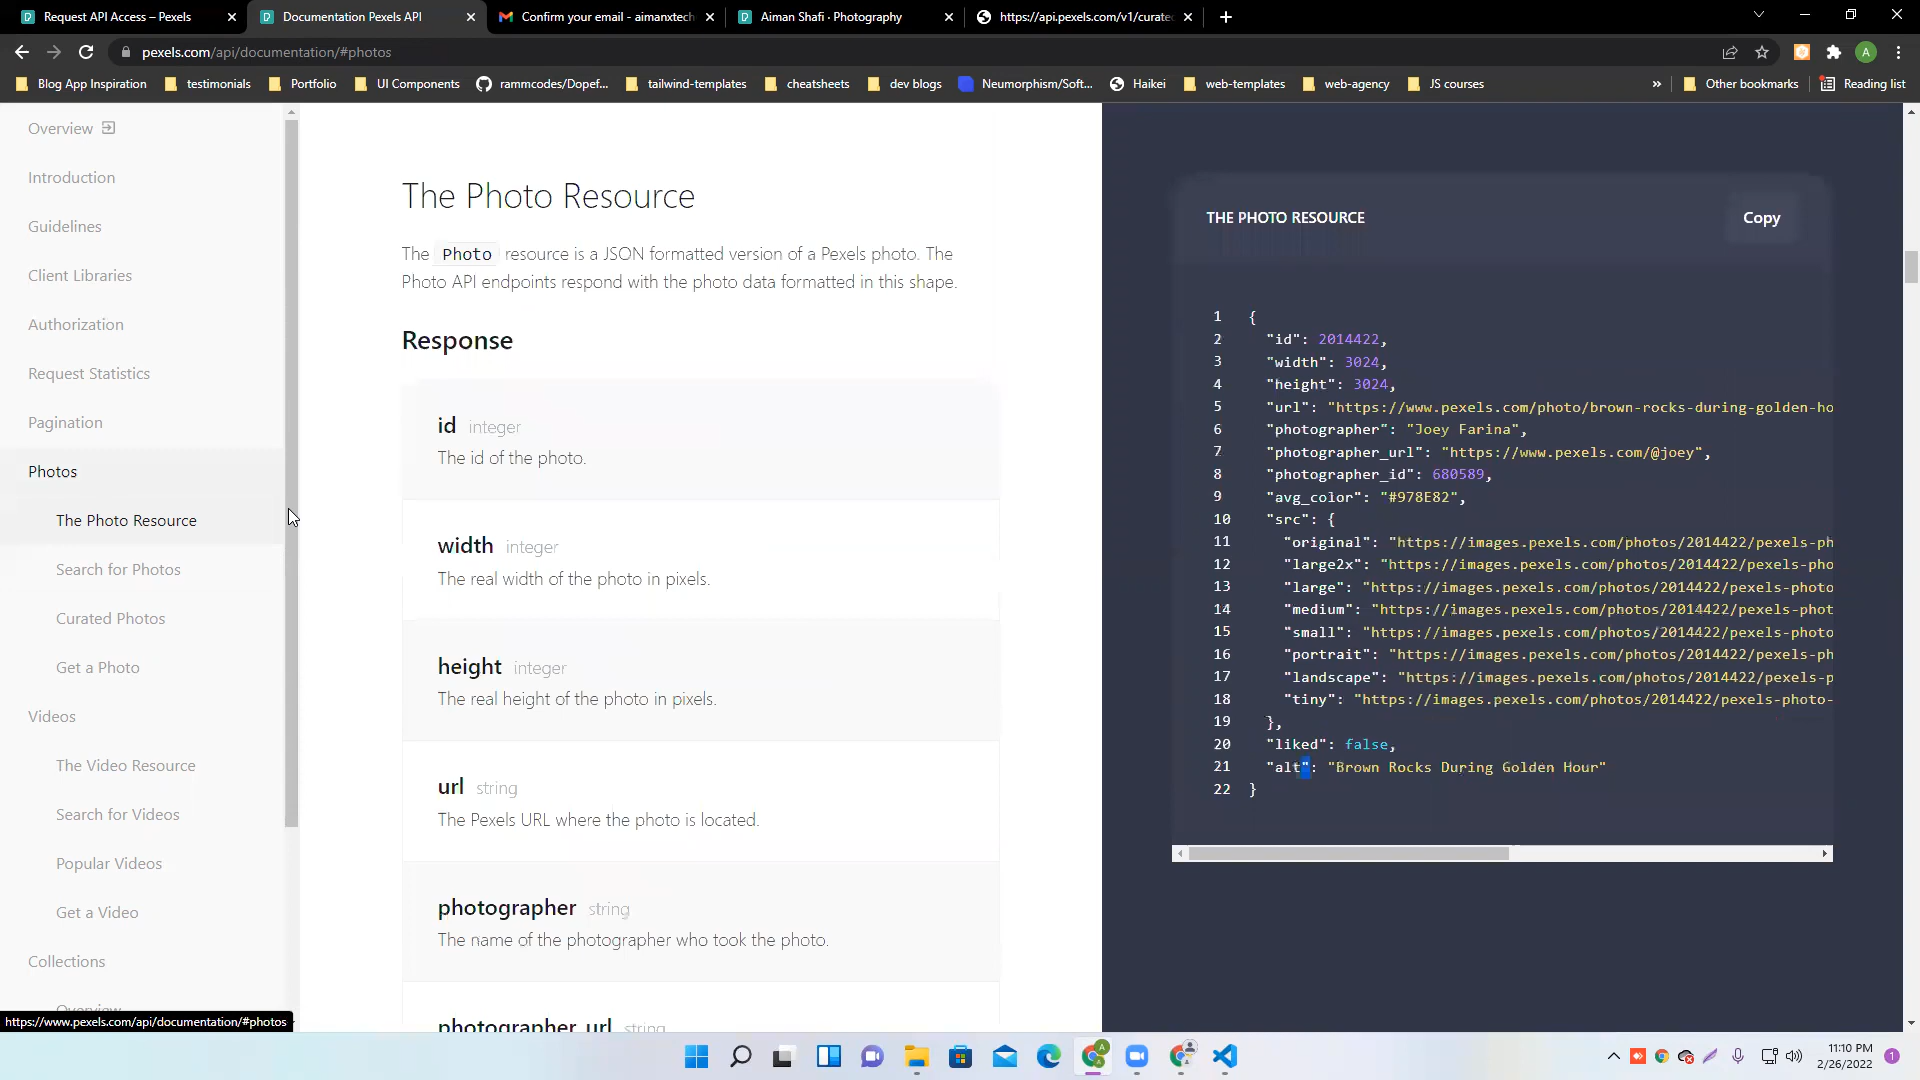 Request API Access – Pexels
Documentation Pexels API
Confirm your email - aimanxtech
Aiman Shafi · Photography
https://api.pexels.com/v1/curate
pexels.com/api/documentation/#photos
A
Blog App Inspiration
testimonials
Portfolio
UI Components
rammcodes/Dopef...
tailwind-templates
cheatsheets
dev blogs
Neumorphism/Soft...
Haikei
web-templates
web-agency
JS courses
»
Other bookmarks
Reading list
Overview
Introduction
Guidelines
Client Libraries
Authorization
Request Statistics
Pagination
Photos
The Photo Resource
Search for Photos
Curated Photos
Get a Photo
Videos
The Video Resource
Search for Videos
Popular Videos
Get a Video
Collections
Overview
https://www.pexels.com/api/documentation/#photos
The Photo Resource
The Photo resource is a JSON formatted version of a Pexels photo. The
Photo API endpoints respond with the photo data formatted in this shape.
Response
id integer
The id of the photo.
width integer
The real width of the photo in pixels.
height integer
The real height of the photo in pixels.
url string
The Pexels URL where the photo is located.
photographer string
The name of the photographer who took the photo.
photographer_url string
THE PHOTO RESOURCE
Copy
1 {
2 "id": 2014422,
3 "width": 3024,
4 "height": 3024,
5 "url": "https://www.pexels.com/photo/brown-rocks-during-golden-ho
6 "photographer": "Joey Farina",
7 "photographer_url": "https://www.pexels.com/@joey",
8 "photographer_id": 680589,
9 "avg_color": "#978E82",
10 "src": {
11 "original": "https://images.pexels.com/photos/2014422/pexels-ph
12 "large2x": "https://images.pexels.com/photos/2014422/pexels-pho
13 "large": "https://images.pexels.com/photos/2014422/pexels-photo
14 "medium": "https://images.pexels.com/photos/2014422/pexels-phot
15 "small": "https://images.pexels.com/photos/2014422/pexels-photo
16 "portrait": "https://images.pexels.com/photos/2014422/pexels-ph
17 "landscape": "https://images.pexels.com/photos/2014422/pexels-p
18 "tiny": "https://images.pexels.com/photos/2014422/pexels-photo-
19 },
20 "liked": false,
21 "alt": "Brown Rocks During Golden Hour"
22 }
11:10 PM
2/26/2022
1